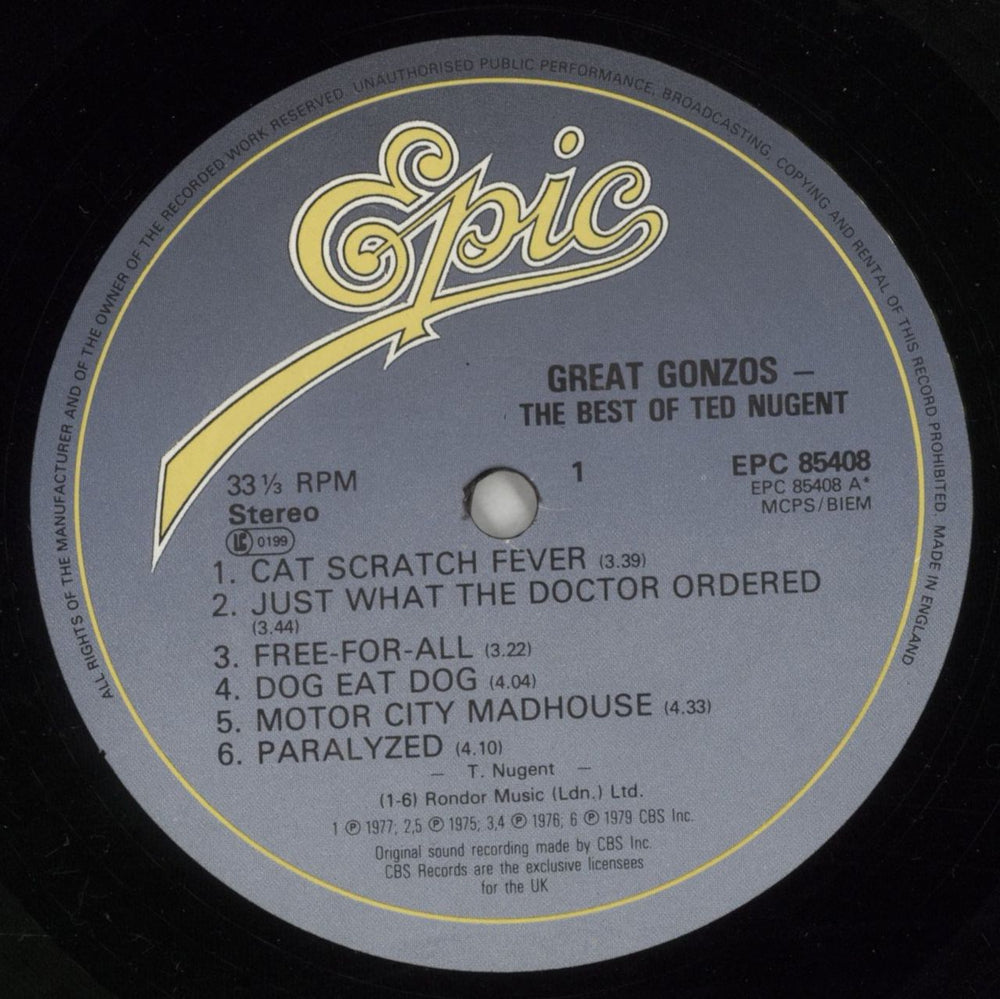 ALL RIGHTS OF THE MANUFACTURER AND OF THE OWNER OF THE RECORDED WORK RESERVED. UNAUTHORISED PUBLIC PERFORMANCE, BROADCASTING, COPYING AND RENTAL OF THIS RECORD PROHIBITED. MADE IN ENGLAND
Epic
GREAT GONZOS –
THE BEST OF TED NUGENT
33⅓ RPM
Stereo
LC 0199
1
EPC 85408
EPC 85408 A*
MCPS/BIEM
1. CAT SCRATCH FEVER (3.39)
2. JUST WHAT THE DOCTOR ORDERED
(3.44)
3. FREE-FOR-ALL (3.22)
4. DOG EAT DOG (4.04)
5. MOTOR CITY MADHOUSE (4.33)
6. PARALYZED (4.10)
– T. Nugent –
(1-6) Rondor Music (Ldn.) Ltd.
1 ℗ 1977; 2,5 ℗ 1975; 3,4 ℗ 1976; 6 ℗ 1979 CBS Inc.
Original sound recording made by CBS Inc.
CBS Records are the exclusive licensees
for the UK